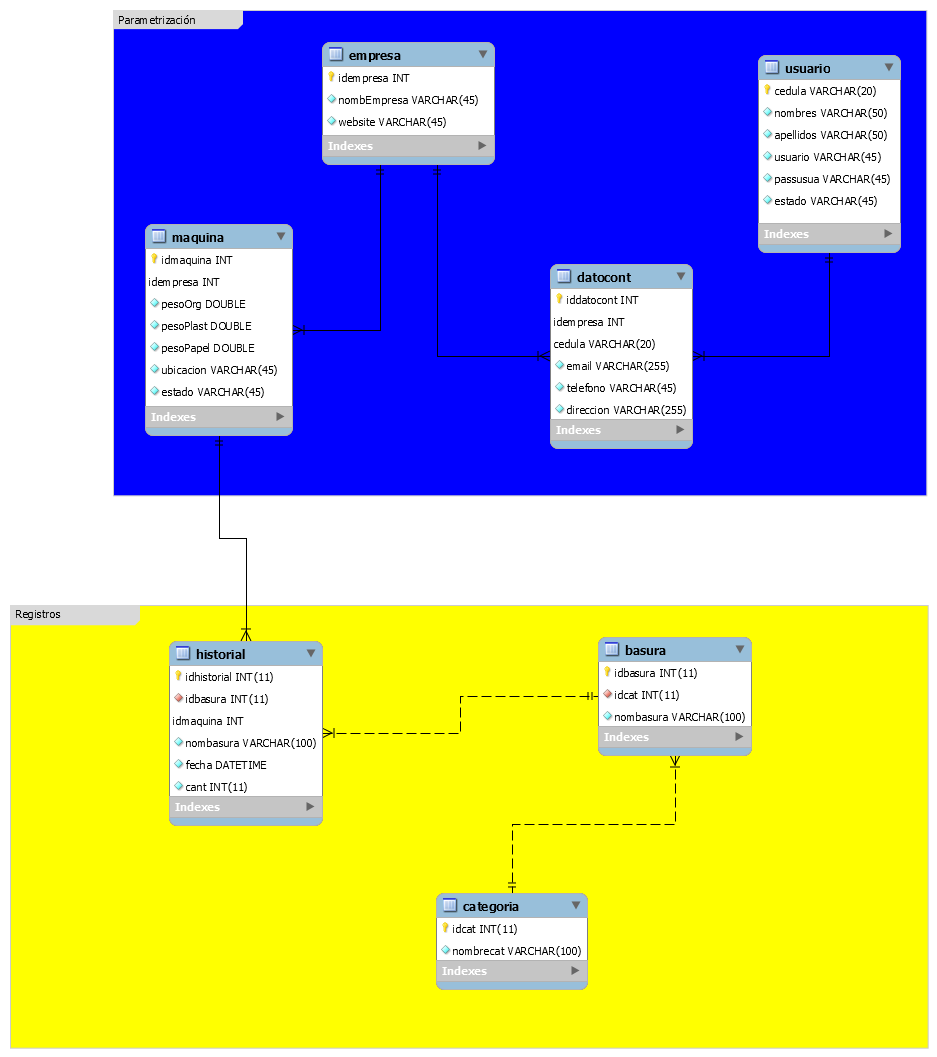 Parametrización
empresa
idempresa INT
nombEmpresa VARCHAR(45)
website VARCHAR(45)
Indexes
usuario
cedula VARCHAR(20)
nombres VARCHAR(50)
apellidos VARCHAR(50)
usuario VARCHAR(45)
passusua VARCHAR(45)
estado VARCHAR(45)
Indexes
maquina
idmaquina INT
idempresa INT
pesoOrg DOUBLE
pesoPlast DOUBLE
pesoPapel DOUBLE
ubicacion VARCHAR(45)
estado VARCHAR(45)
Indexes
datocont
iddatocont INT
idempresa INT
cedula VARCHAR(20)
email VARCHAR(255)
telefono VARCHAR(45)
direccion VARCHAR(255)
Indexes
Registros
historial
idhistorial INT(11)
idbasura INT(11)
idmaquina INT
nombasura VARCHAR(100)
fecha DATETIME
cant INT(11)
Indexes
basura
idbasura INT(11)
idcat INT(11)
nombasura VARCHAR(100)
Indexes
categoria
idcat INT(11)
nombrecat VARCHAR(100)
Indexes